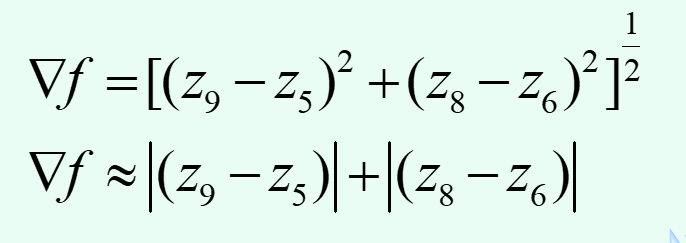 ∇f = [(z₉ − z₅)² + (z₈ − z₆)²]^{1/2}
∇f ≈ |(z₉ − z₅)| + |(z₈ − z₆)|